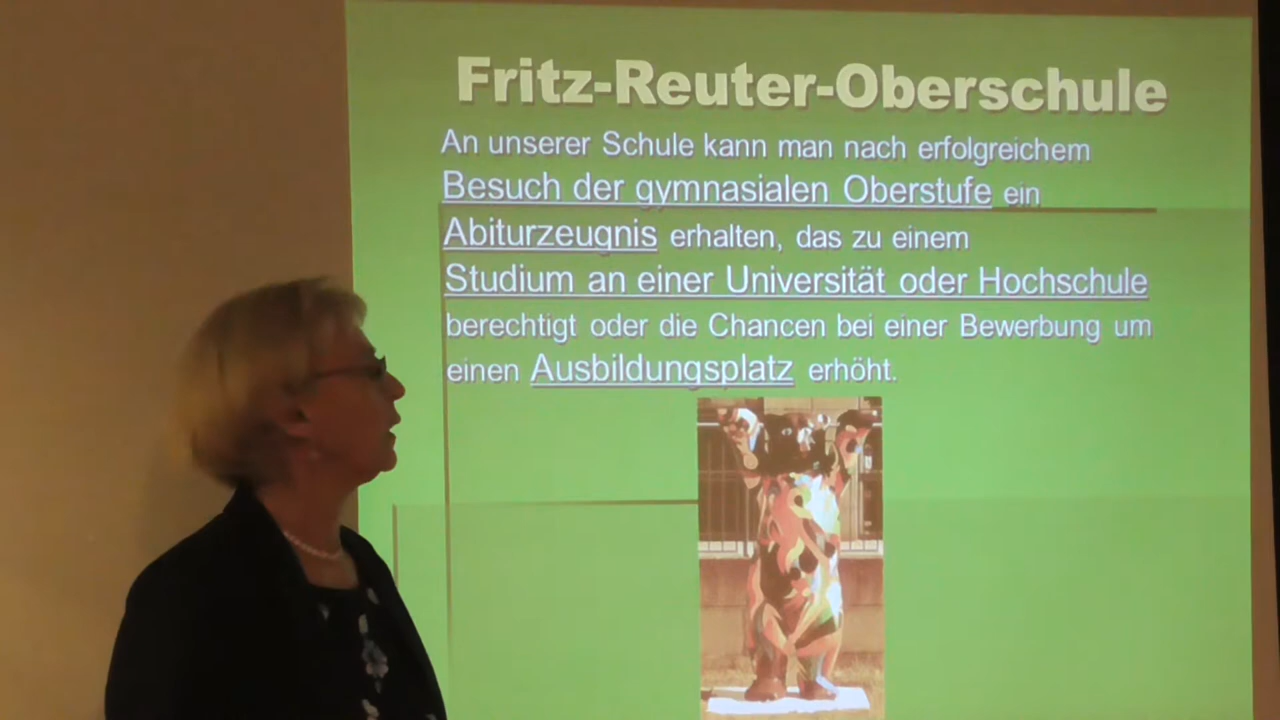 Fritz-Reuter-Oberschule
An unserer Schule kann man nach erfolgreichem
Besuch der gymnasialen Oberstufe ein
Abiturzeugnis erhalten, das zu einem
Studium an einer Universität oder Hochschule
berechtigt oder die Chancen bei einer Bewerbung um
einen Ausbildungsplatz erhöht.